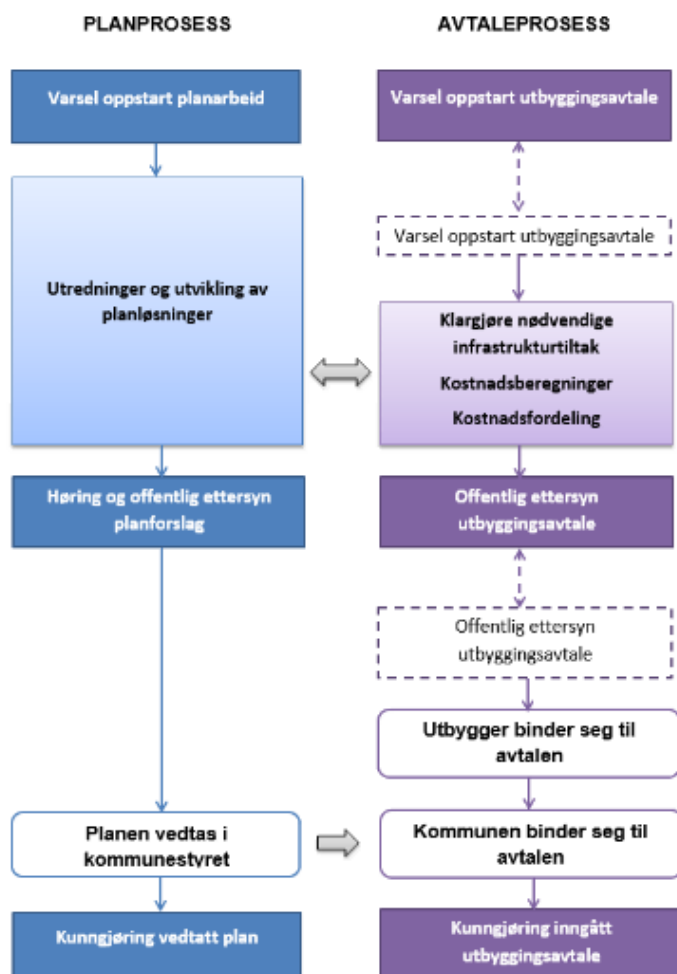 PLANPROSESS
AVTALEPROSESS
Varsel oppstart planarbeid
Varsel oppstart utbyggingsavtale
Varsel oppstart utbyggingsavtale
Utredninger og utvikling av
planløsninger
Klargjøre nødvendige
infrastrukturtiltak
Kostnadsberegninger
Kostnadsfordeling
Høring og offentlig ettersyn
planforslag
Offentlig ettersyn
utbyggingsavtale
Offentlig ettersyn
utbyggingsavtale
Utbygger binder seg til
avtalen
Planen vedtas i
kommunestyret
Kommunen binder seg til
avtalen
Kunngjøring vedtatt plan
Kunngjøring inngått
utbyggingsavtale